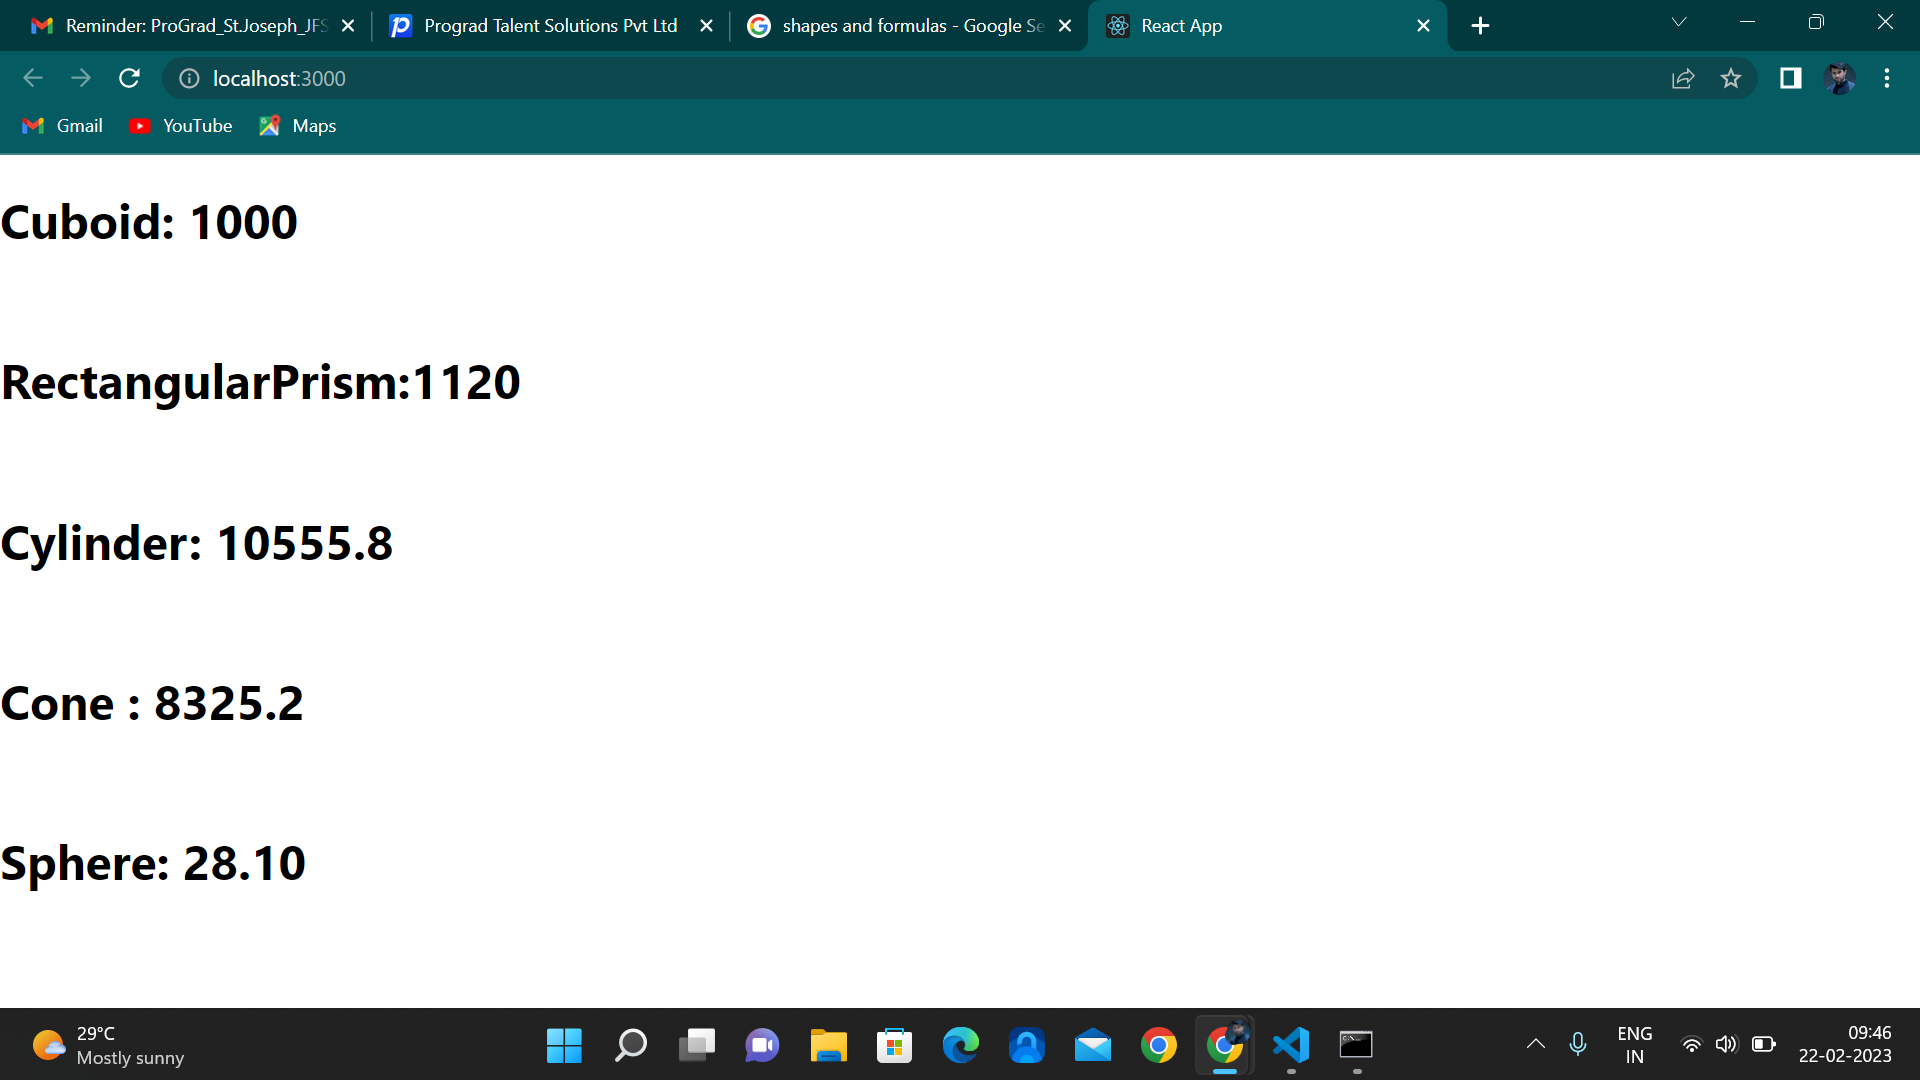 Reminder: ProGrad_St.Joseph_JFS
Prograd Talent Solutions Pvt Ltd
shapes and formulas - Google Se
React App
localhost:3000
Gmail
YouTube
Maps
Cuboid: 1000
RectangularPrism:1120
Cylinder: 10555.8
Cone : 8325.2
Sphere: 28.10
29°C
Mostly sunny
ENG
IN
09:46
22-02-2023